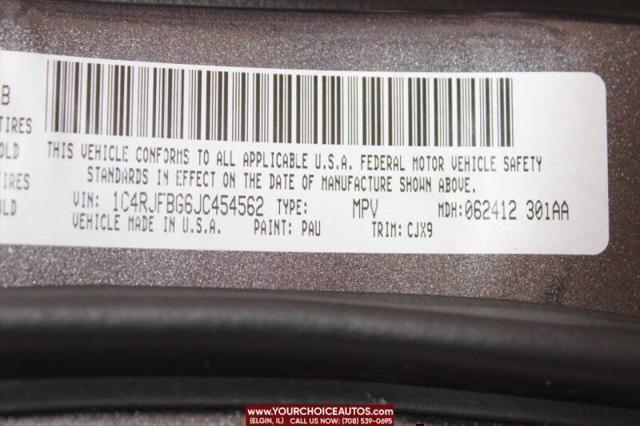 B
TIRES
OLD
TIRES
OLD
THIS VEHICLE CONFORMS TO ALL APPLICABLE U.S.A. FEDERAL MOTOR VEHICLE SAFETY
STANDARDS IN EFFECT ON THE DATE OF MANUFACTURE SHOWN ABOVE.
VIN: 1C4RJFBG6JC454562 TYPE: MPV MDH:062412 301AA
VEHICLE MADE IN U.S.A. PAINT: PAU TRIM: CJX9
WWW.YOURCHOICEAUTOS.COM
(ELGIN, IL) CALL US NOW: (708) 539-0695